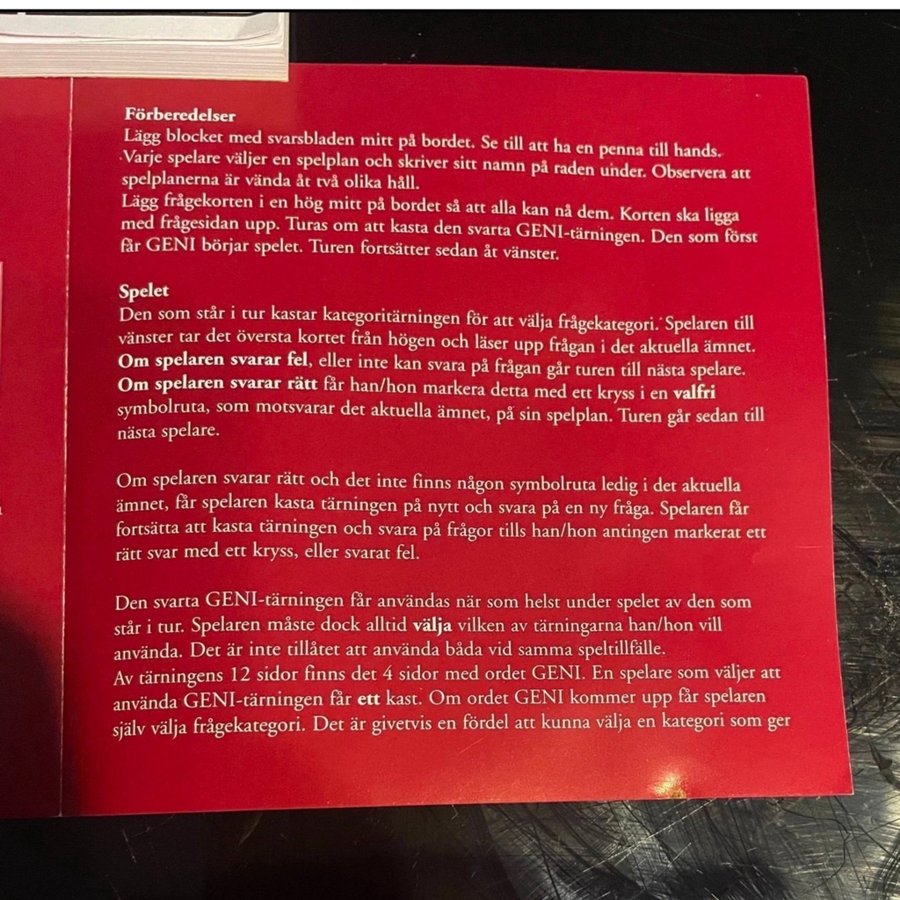 Förberedelser
Lägg blocket med svarsbladen mitt på bordet. Se till att ha en penna till hands.
Varje spelare väljer en spelplan och skriver sitt namn på raden under. Observera att
spelplanerna är vända åt två olika håll.
Lägg frågekorten i en hög mitt på bordet så att alla kan nå dem. Korten ska ligga
med frågesidan upp. Turas om att kasta den svarta GENI-tärningen. Den som först
får GENI börjar spelet. Turen fortsätter sedan åt vänster.
Spelet
Den som står i tur kastar kategoritärningen för att välja frågekategori. Spelaren till
vänster tar det översta kortet från högen och läser upp frågan i det aktuella ämnet.
Om spelaren svarar fel, eller inte kan svara på frågan går turen till nästa spelare.
Om spelaren svarar rätt får han/hon markera detta med ett kryss i en valfri
symbolruta, som motsvarar det aktuella ämnet, på sin spelplan. Turen går sedan till
nästa spelare.
Om spelaren svarar rätt och det inte finns någon symbolruta ledig i det aktuella
ämnet, får spelaren kasta tärningen på nytt och svara på en ny fråga. Spelaren får
fortsätta att kasta tärningen och svara på frågor tills han/hon antingen markerat ett
rätt svar med ett kryss, eller svarat fel.
Den svarta GENI-tärningen får användas när som helst under spelet av den som
står i tur. Spelaren måste dock alltid välja vilken av tärningarna han/hon vill
använda. Det är inte tillåtet att använda båda vid samma speltillfälle.
Av tärningens 12 sidor finns det 4 sidor med ordet GENI. En spelare som väljer att
använda GENI-tärningen får ett kast. Om ordet GENI kommer upp får spelaren
själv välja frågekategori. Det är givetvis en fördel att kunna välja en kategori som ger